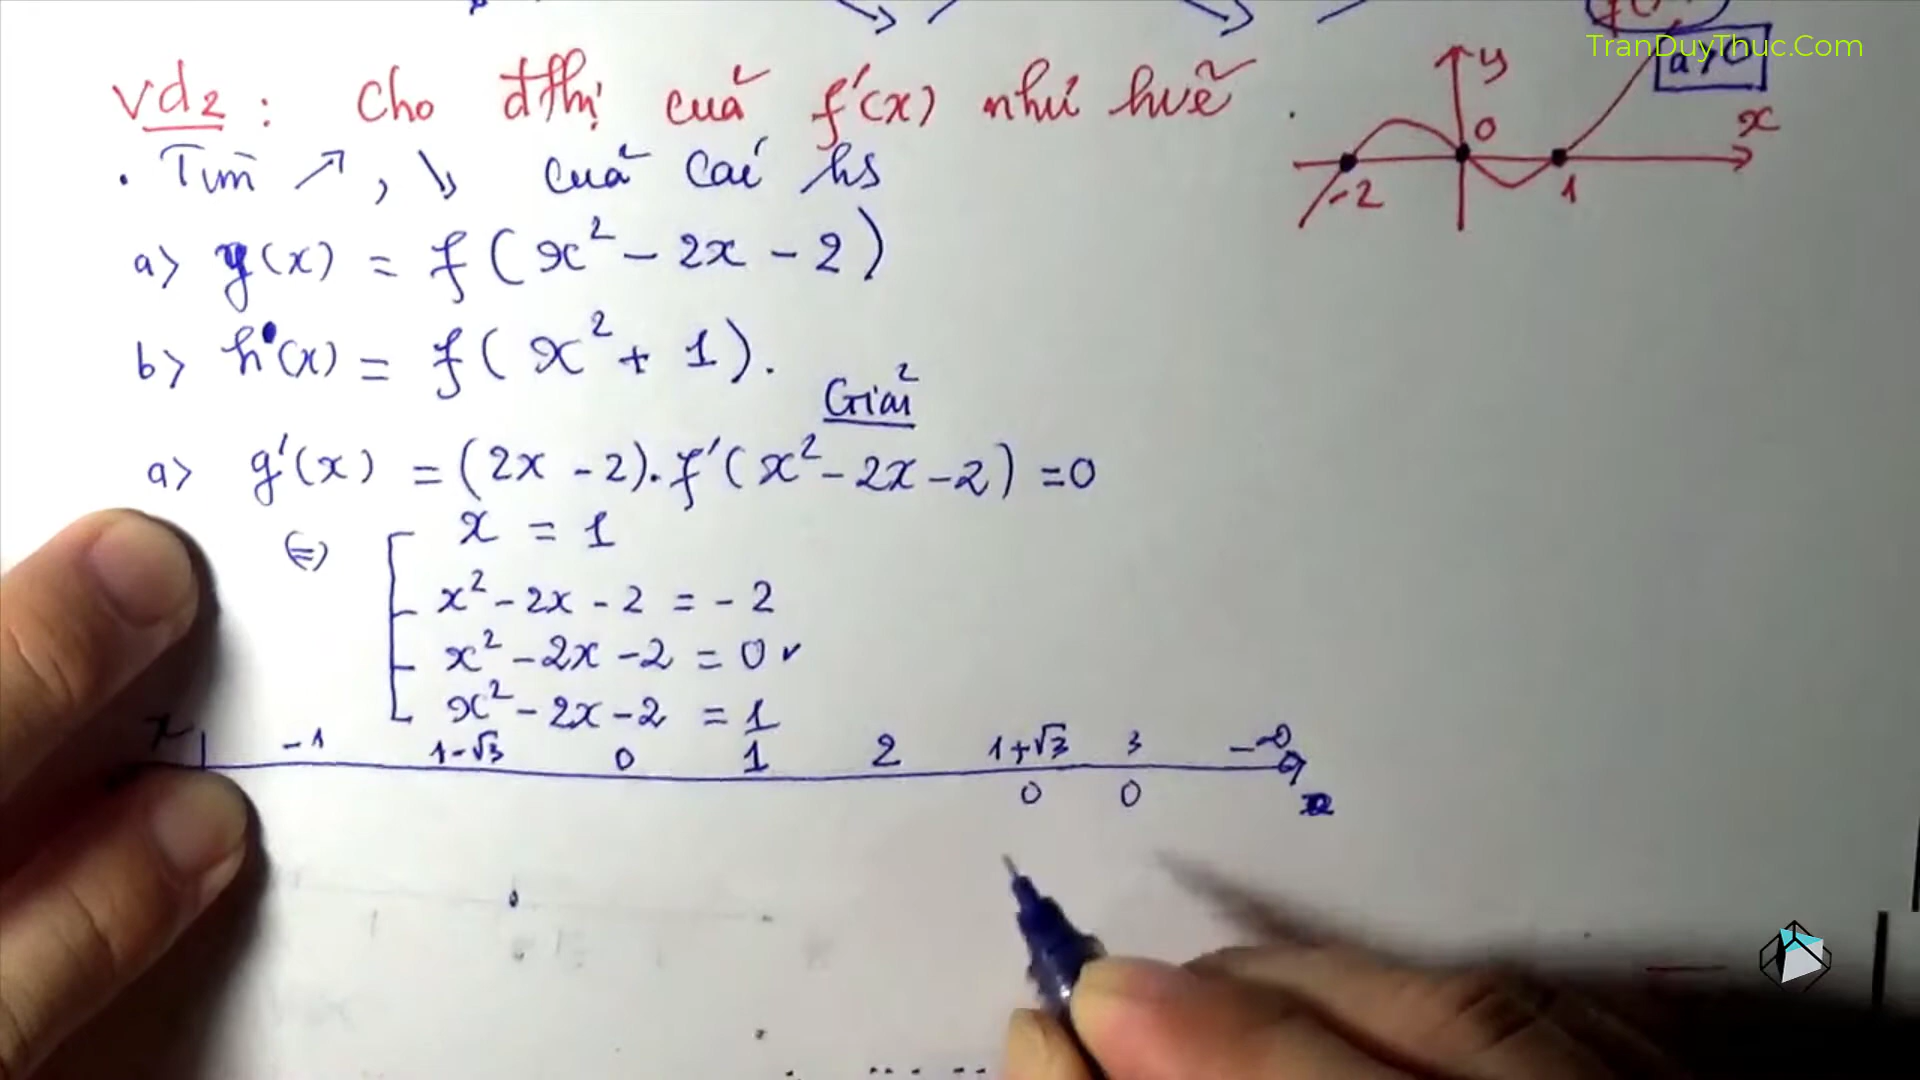 TranDuyThuc.Com
Vd2 : Cho đthị của f'(x) như hvẽ .
y
a > 0
0
x
-2
1
. Tìm ↗ , ↘ của các hs
a> g(x) = f(x² - 2x - 2)
b> h(x) = f(x² + 1).
Giải
a> g'(x) = (2x - 2). f'(x² - 2x - 2) = 0
⇔ [ x = 1
x² - 2x - 2 = -2
x² - 2x - 2 = 0
x² - 2x - 2 = 1
x -1 1-√3 0 1 2 1+√3 3
0 0